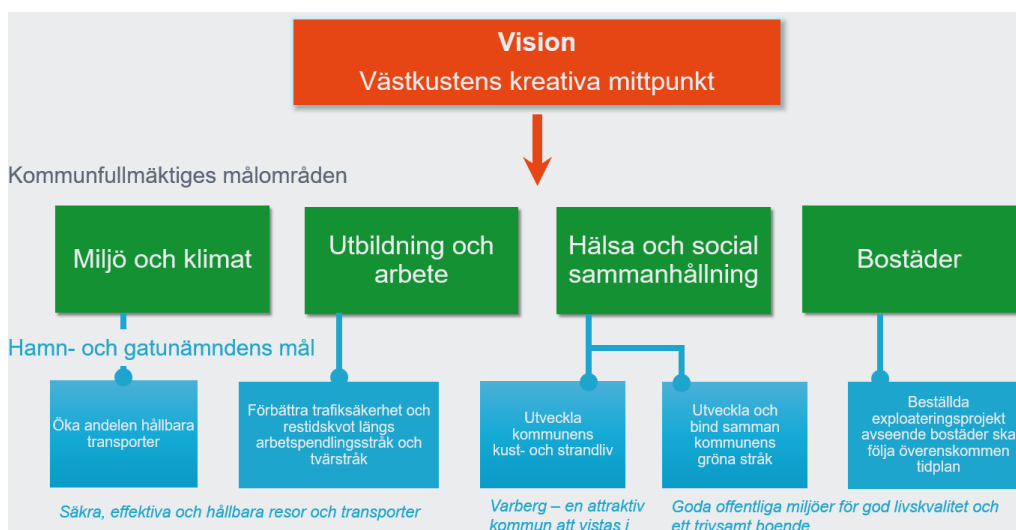 Vision
Västkustens kreativa mittpunkt
Kommunfullmäktiges målområden
Miljö och klimat
Utbildning och
arbete
Hälsa och social
sammanhållning
Bostäder
Hamn- och gatunämndens mål
Öka andelen hållbara
transporter
Förbättra trafiksäkerhet och
restidskvot längs
arbetspendlingsstråk och
tvärstråk
Utveckla
kommunens
kust- och strandliv
Utveckla och
bind samman
kommunens
gröna stråk
Beställda
exploateringsprojekt
avseende bostäder ska
följa överenskommen
tidplan
Säkra, effektiva och hållbara resor och transporter
Varberg – en attraktiv
kommun att vistas i
Goda offentliga miljöer för god livskvalitet och
ett trivsamt boende